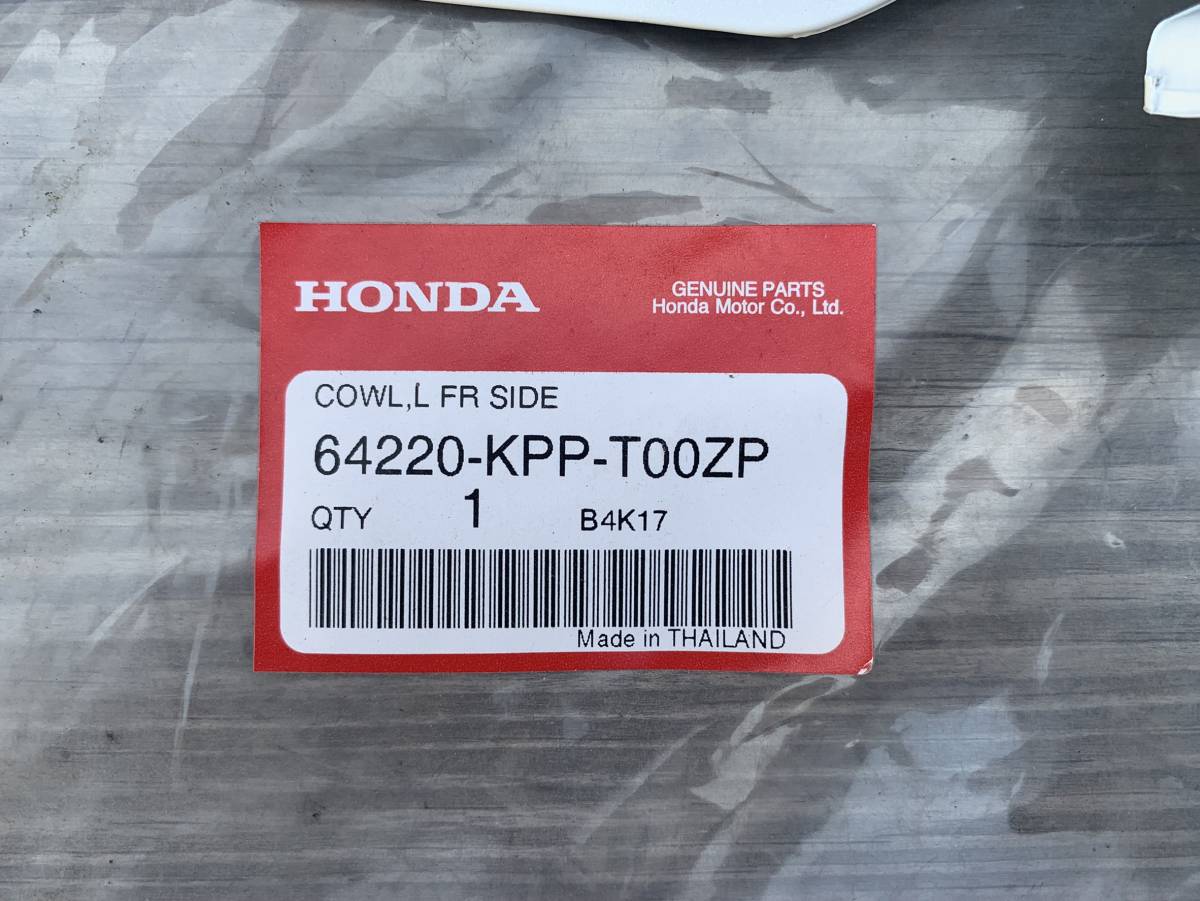 HONDA
GENUINE PARTS
Honda Motor Co., Ltd.
COWL,L FR SIDE
64220-KPP-T00ZP
QTY 1 B4K17
Made in THAILAND